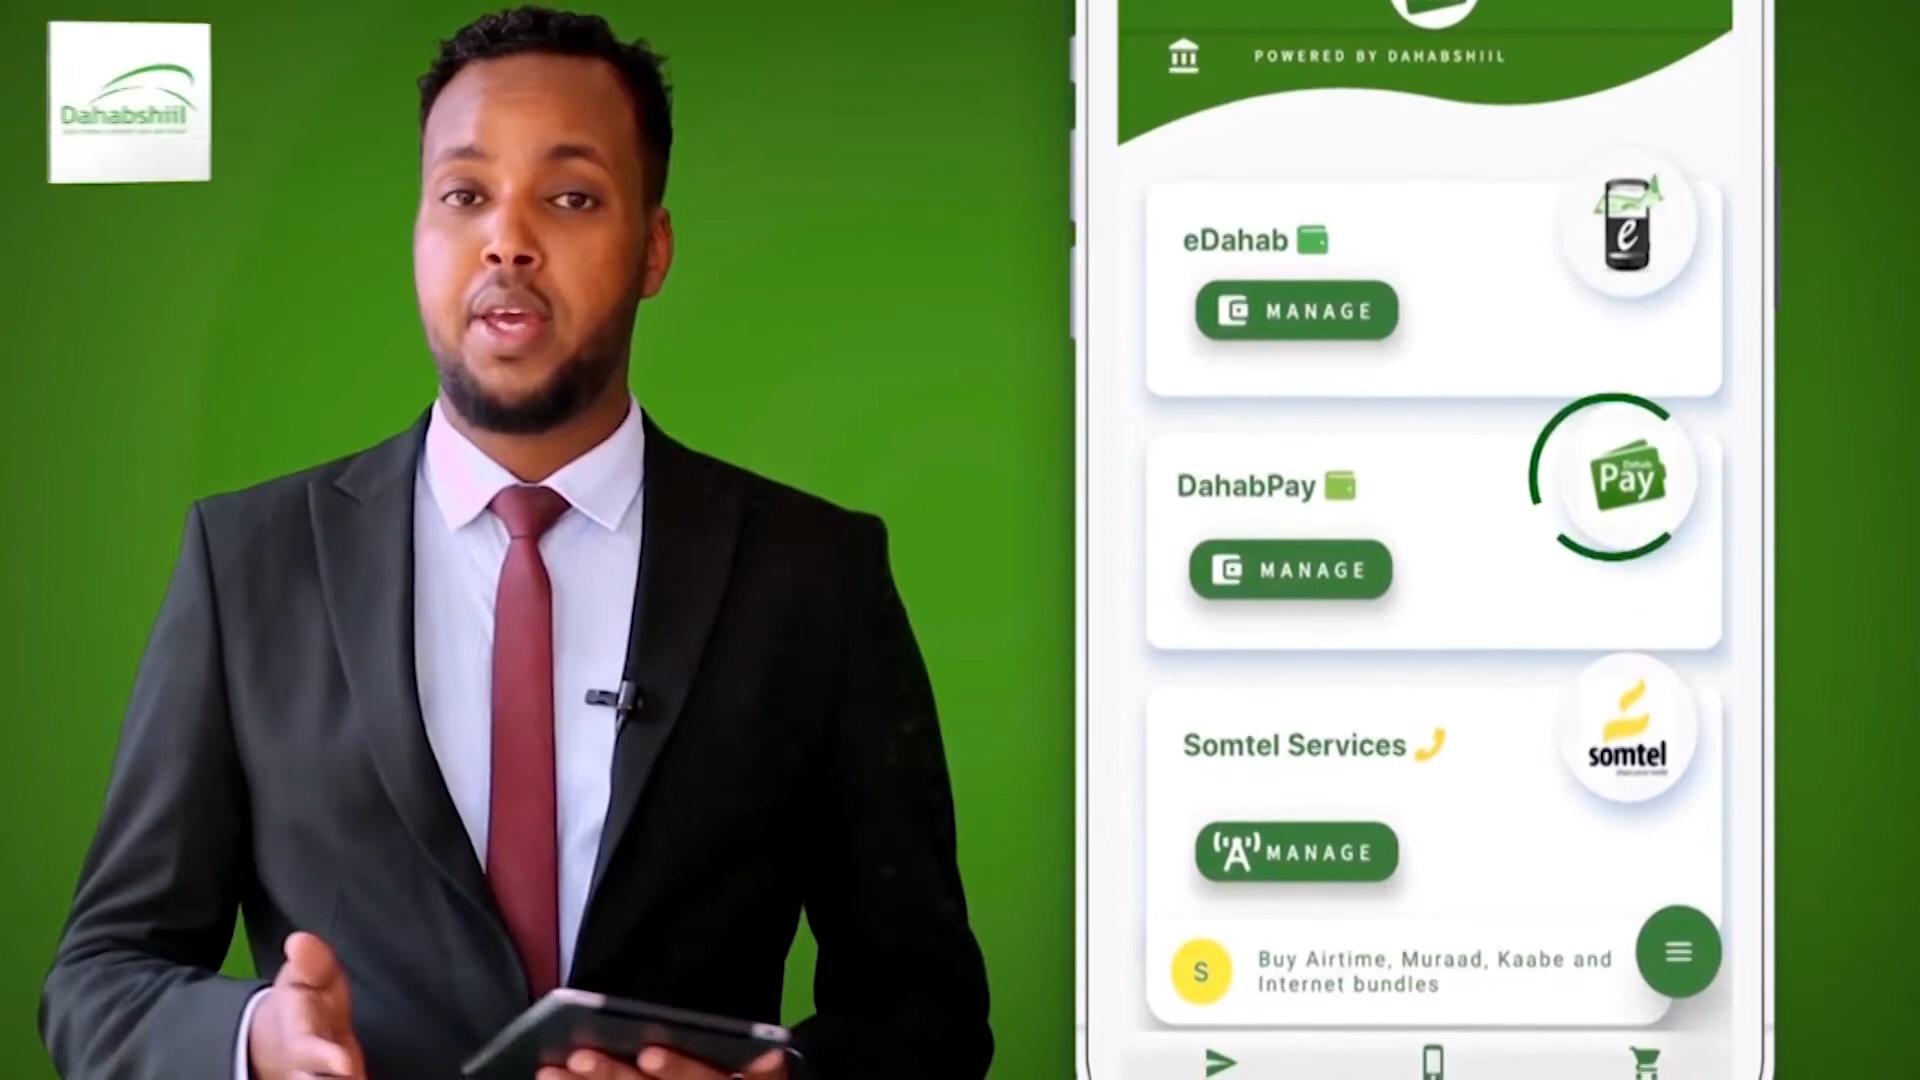 Dahabshiil
POWERED BY DAHABSHIIL
eDahab
e
MANAGE
DahabPay
Dahab
Pay
MANAGE
Somtel Services
somtel
MANAGE
S
Buy Airtime, Muraad, Kaabe and
Internet bundles